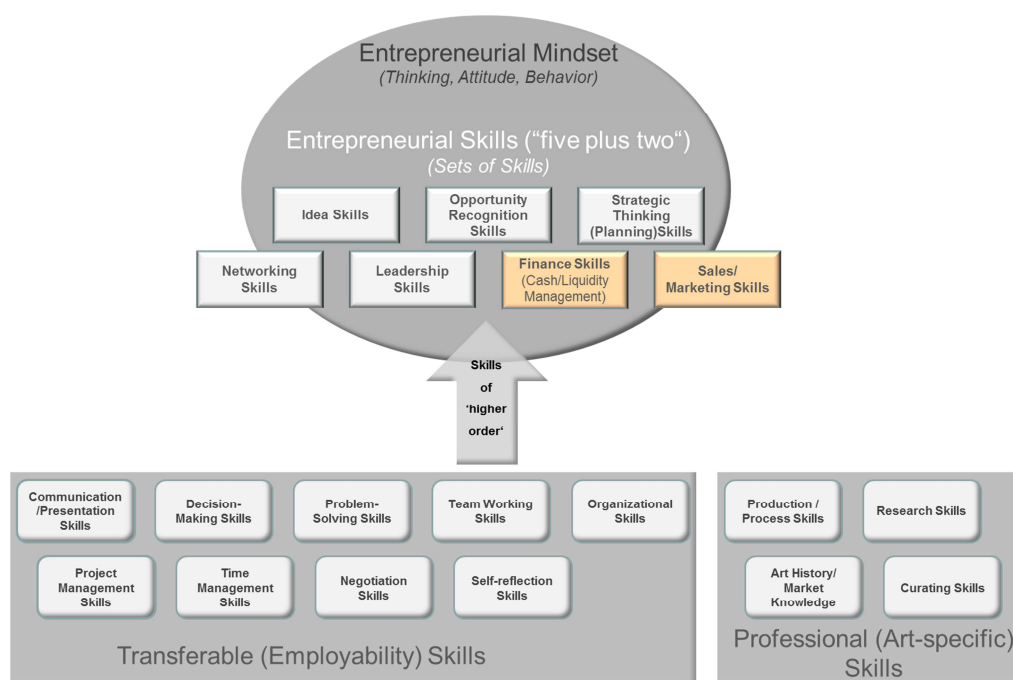 Entrepreneurial Mindset
(Thinking, Attitude, Behavior)
Entrepreneurial Skills (“five plus two“)
(Sets of Skills)
Idea Skills
Opportunity
Recognition
Skills
Strategic
Thinking
(Planning)Skills
Networking
Skills
Leadership
Skills
Finance Skills
(Cash/Liquidity
Management)
Sales/
Marketing Skills
Skills
of
‘higher
order‘
Communication
/Presentation
Skills
Decision-
Making Skills
Problem-
Solving Skills
Team Working
Skills
Organizational
Skills
Project
Management
Skills
Time
Management
Skills
Negotiation
Skills
Self-reflection
Skills
Transferable (Employability) Skills
Production /
Process Skills
Research Skills
Art History/
Market
Knowledge
Curating Skills
Professional (Art-specific)
Skills